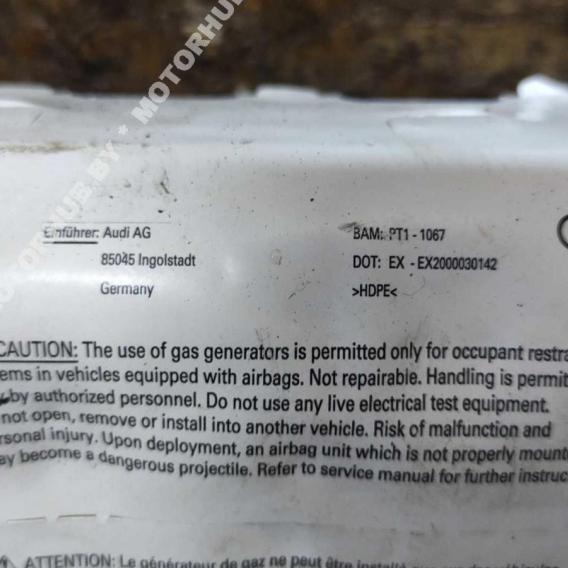 MOTORHUB.BY * MOTORHUB
Einführer: Audi AG
85045 Ingolstadt
Germany
BAM: PT1 - 1067
DOT: EX - EX2000030142
>HDPE<
CAUTION: The use of gas generators is permitted only for occupant restra
ems in vehicles equipped with airbags. Not repairable. Handling is permit
by authorized personnel. Do not use any live electrical test equipment.
not open, remove or install into another vehicle. Risk of malfunction and
rsonal injury. Upon deployment, an airbag unit which is not properly mount
ay become a dangerous projectile. Refer to service manual for further instruc
ATTENTION: Le générateur de gaz ne peut être